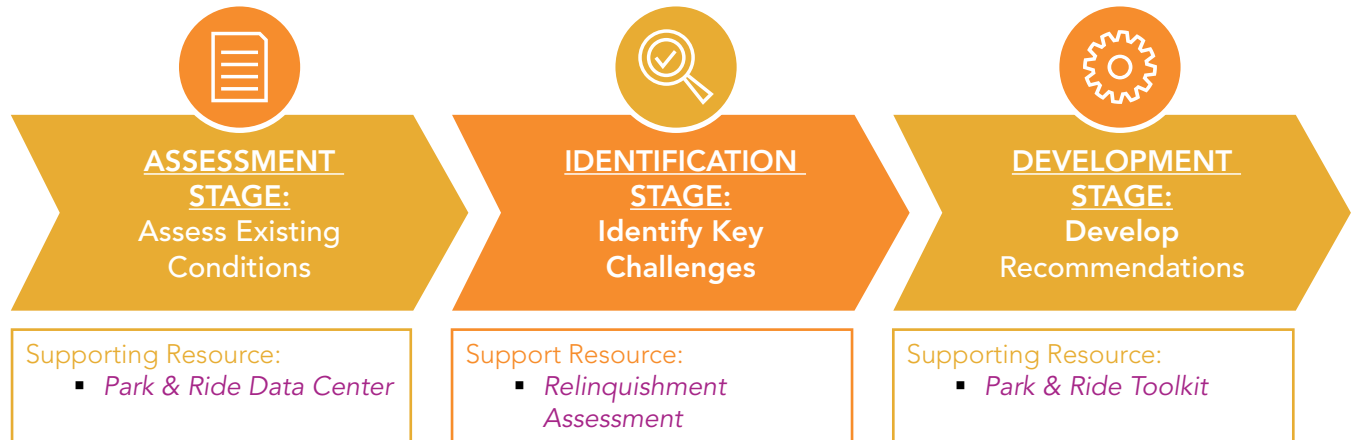 ASSESSMENT
STAGE:
Assess Existing
Conditions
IDENTIFICATION
STAGE:
Identify Key
Challenges
DEVELOPMENT
STAGE:
Develop
Recommendations
Supporting Resource:
▪ Park & Ride Data Center
Support Resource:
▪ Relinquishment
Assessment
Supporting Resource:
▪ Park & Ride Toolkit